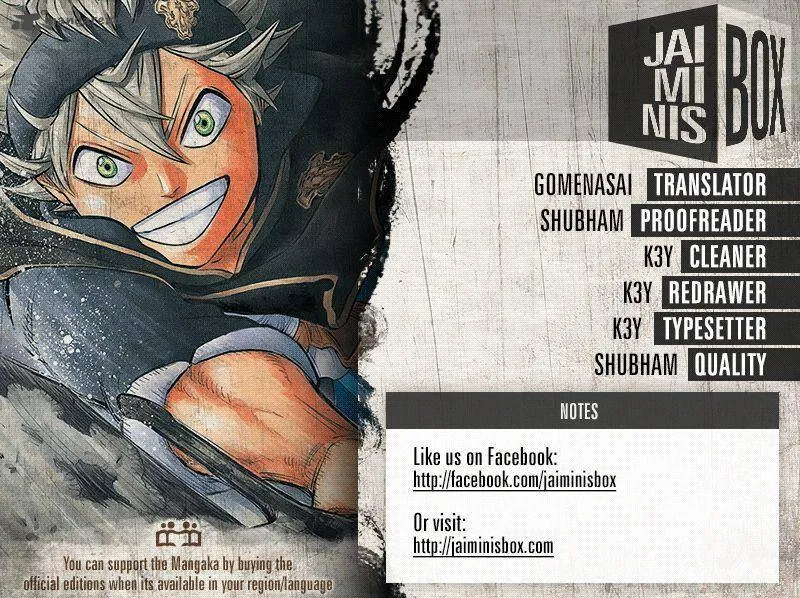 JAI
MI
NIS
BOX
GOMENASAI TRANSLATOR
SHUBHAM PROOFREADER
K3Y CLEANER
K3Y REDRAWER
K3Y TYPESETTER
SHUBHAM QUALITY
NOTES
Like us on Facebook:
http://facebook.com/jaiminisbox
Or visit:
http://jaiminisbox.com
You can support the Mangaka by buying the
official editions when its available in your region/language